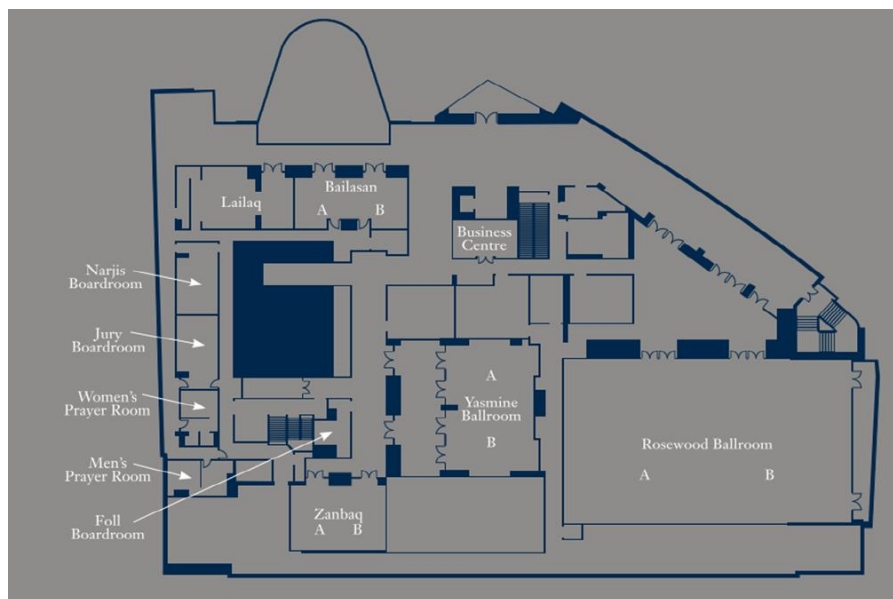 Bailasan
A B
Lailaq
Business
Centre
Narjis
Boardroom
Jury
Boardroom
Women's
Prayer Room
Men's
Prayer Room
Foll
Boardroom
A
Yasmine
Ballroom
B
Rosewood Ballroom
A B
Zanbaq
A B